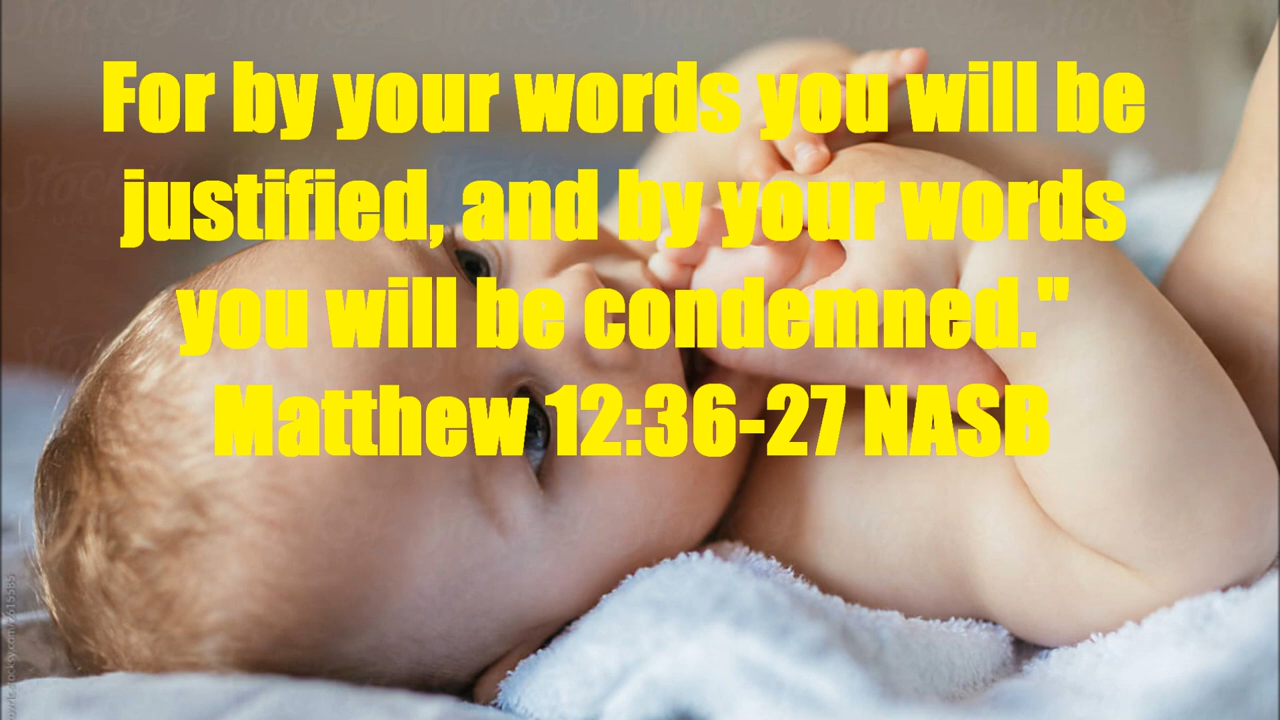 For by your words you will be
justified, and by your words
you will be condemned."
Matthew 12:36-27 NASB